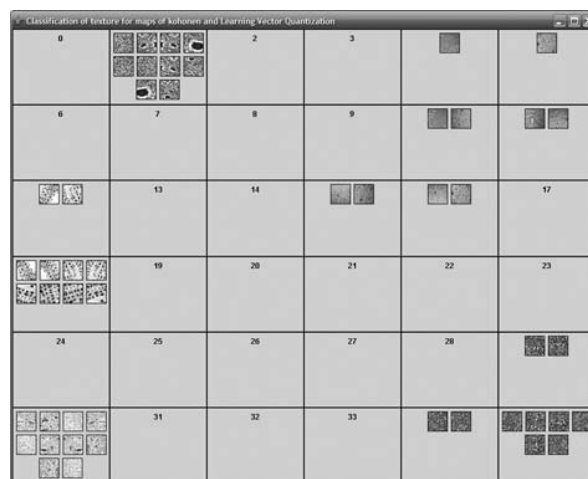 Classification of texture for maps of kohonen and Learning Vector Quantization
0 2 3
6 7 8 9
13 14 17
19 20 21 22 23
24 25 26 27 28
31 32 33